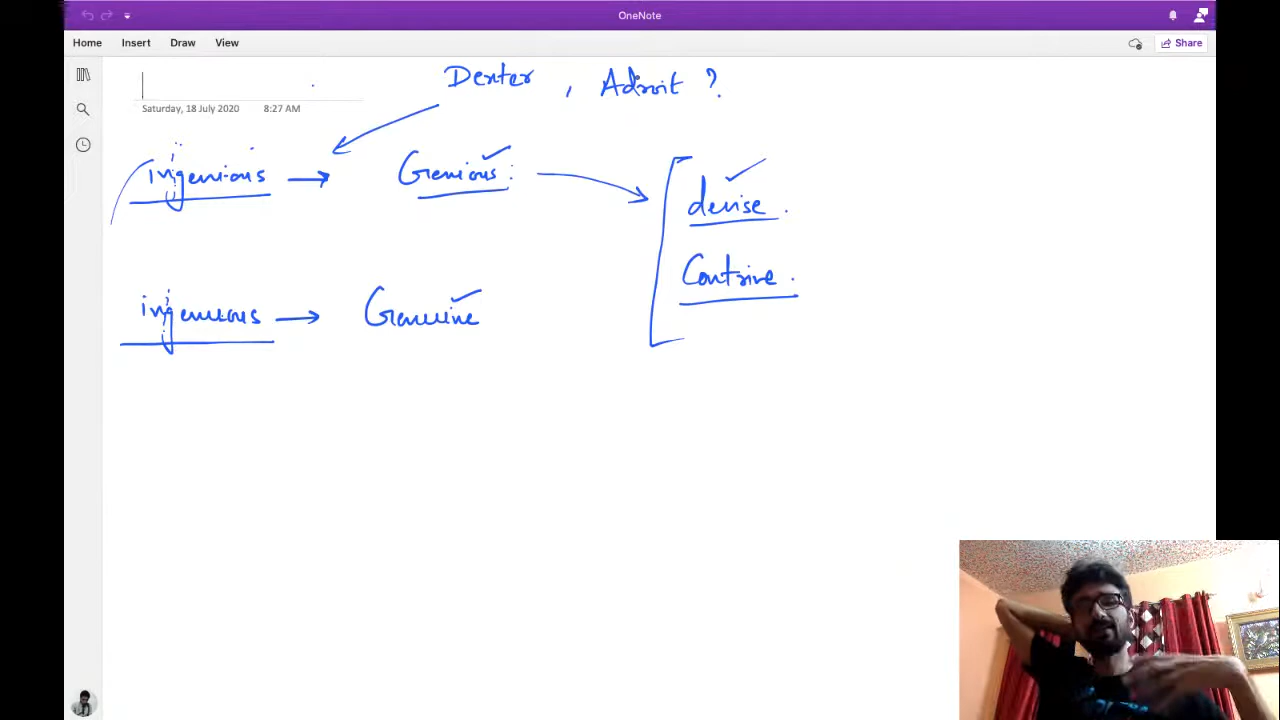 OneNote
Home Insert Draw View Share
Dexter , Adroit ?
Saturday, 18 July 2020 8:27 AM
ingenious → Genious :
devise .
Contrive .
ingenuous → Genuine